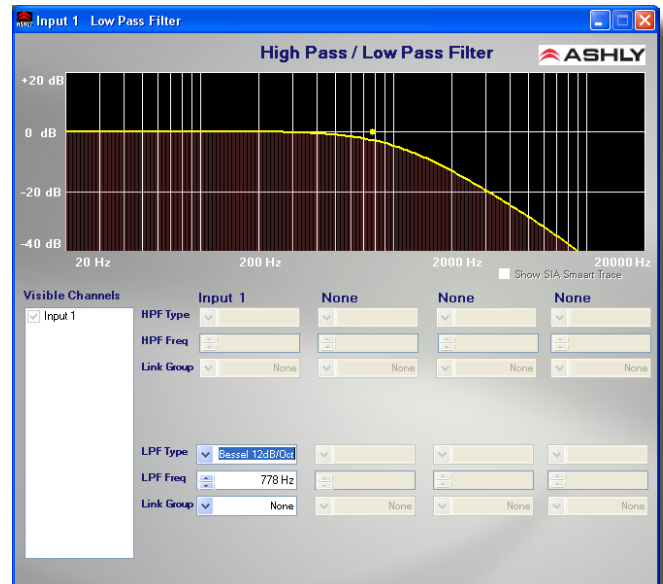 Input 1 Low Pass Filter
High Pass / Low Pass Filter
ASHLY
+20 dB
0 dB
-20 dB
-40 dB
20 Hz 200 Hz 2000 Hz 20000 Hz
Show SIA Smaart Trace
Visible Channels
Input 1
Input 1 None None None
HPF Type
HPF Freq
Link Group None None None None
LPF Type Bessel 12dB/Oct
LPF Freq 778 Hz
Link Group None None None None